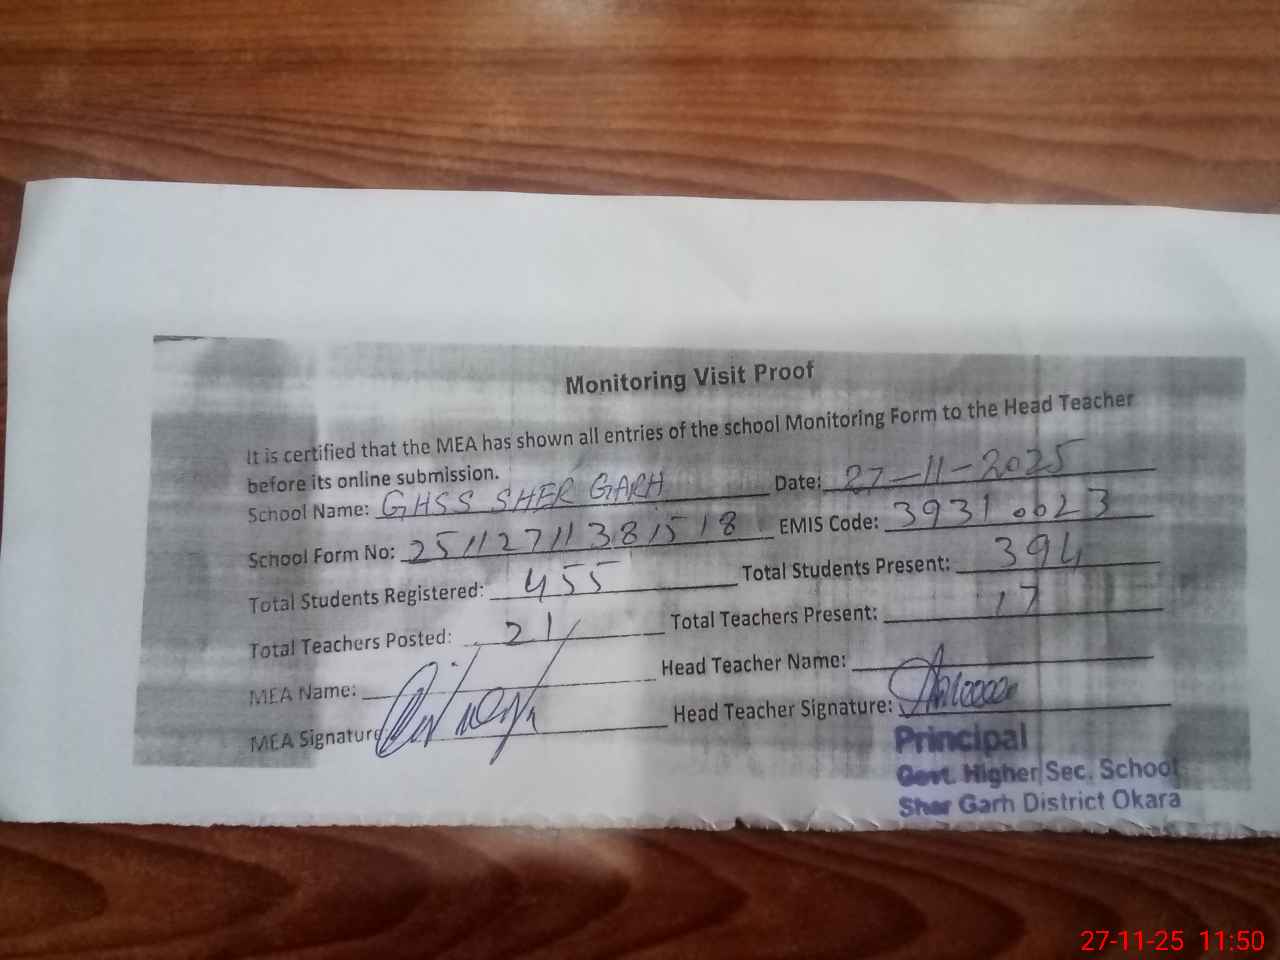 Monitoring Visit Proof
It is certified that the MEA has shown all entries of the school Monitoring Form to the Head Teacher
before its online submission.
School Name: GHSS SHER GARH Date: 27-11-2025
School Form No: 25112711381518 EMIS Code: 39310023
Total Students Registered: 455 Total Students Present: 394
Total Teachers Posted: 21 Total Teachers Present: 17
MEA Name: Head Teacher Name:
MEA Signature Head Teacher Signature:
Principal
Govt. Higher Sec. School
Sher Garh District Okara
27-11-25 11:50